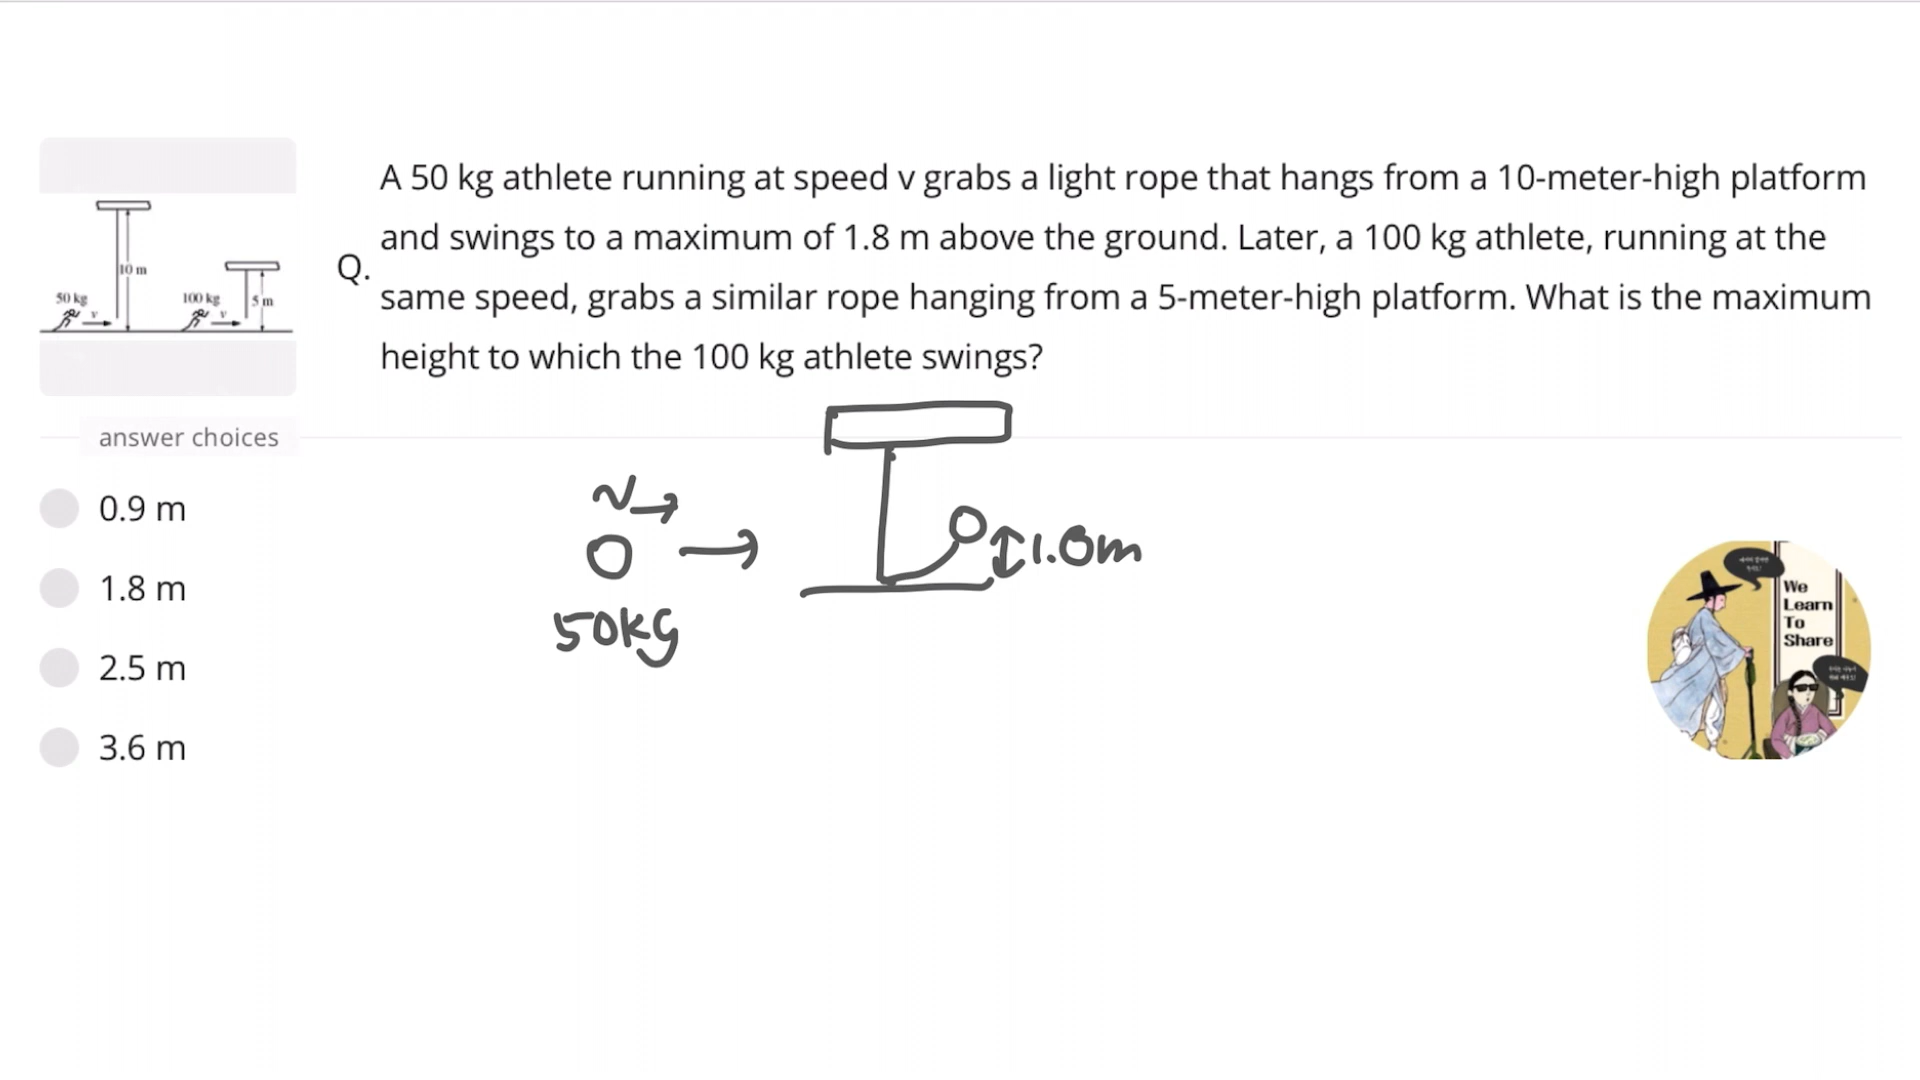 A 50 kg athlete running at speed v grabs a light rope that hangs from a 10-meter-high platform
and swings to a maximum of 1.8 m above the ground. Later, a 100 kg athlete, running at the
Q.
same speed, grabs a similar rope hanging from a 5-meter-high platform. What is the maximum
height to which the 100 kg athlete swings?
10 m
50 kg
v
100 kg
v
5 m
answer choices
0.9 m
1.8 m
2.5 m
3.6 m
v
50kg
1.8m
We
Learn
To
Share